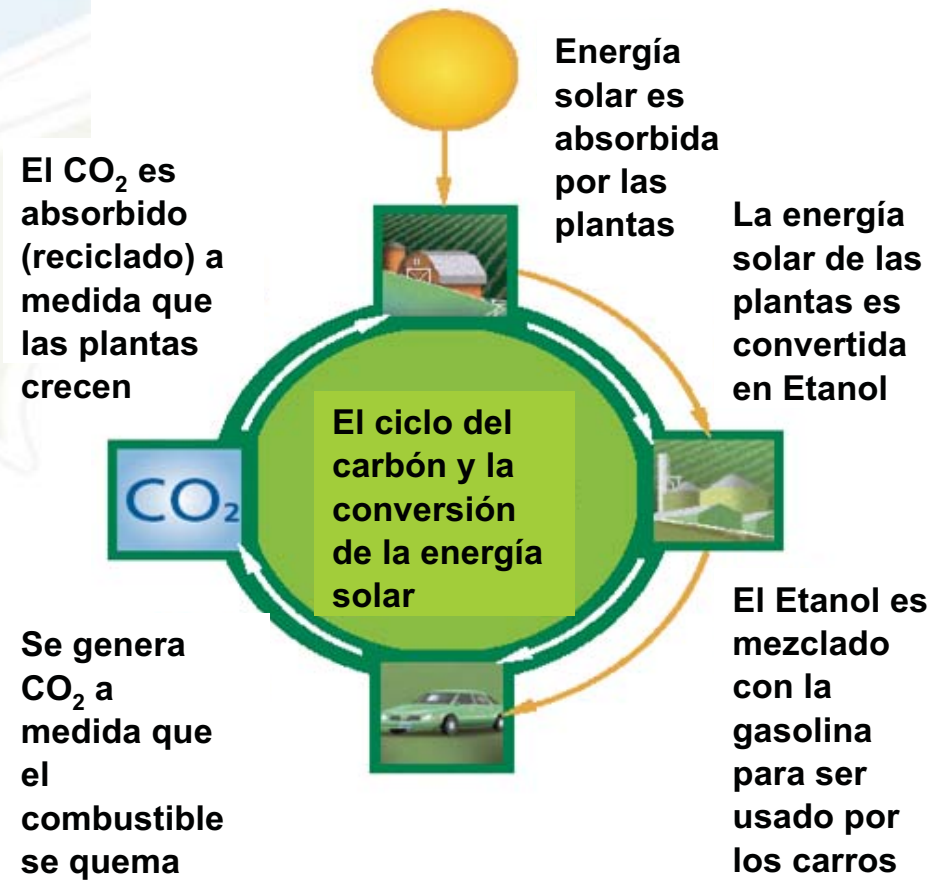 Energía
solar es
absorbida
por las
plantas
El CO₂ es
absorbido
(reciclado) a
medida que
las plantas
crecen
La energía
solar de las
plantas es
convertida
en Etanol
El ciclo del
carbón y la
conversión
de la energía
solar
CO₂
Se genera
CO₂ a
medida que
el
combustible
se quema
El Etanol es
mezclado
con la
gasolina
para ser
usado por
los carros